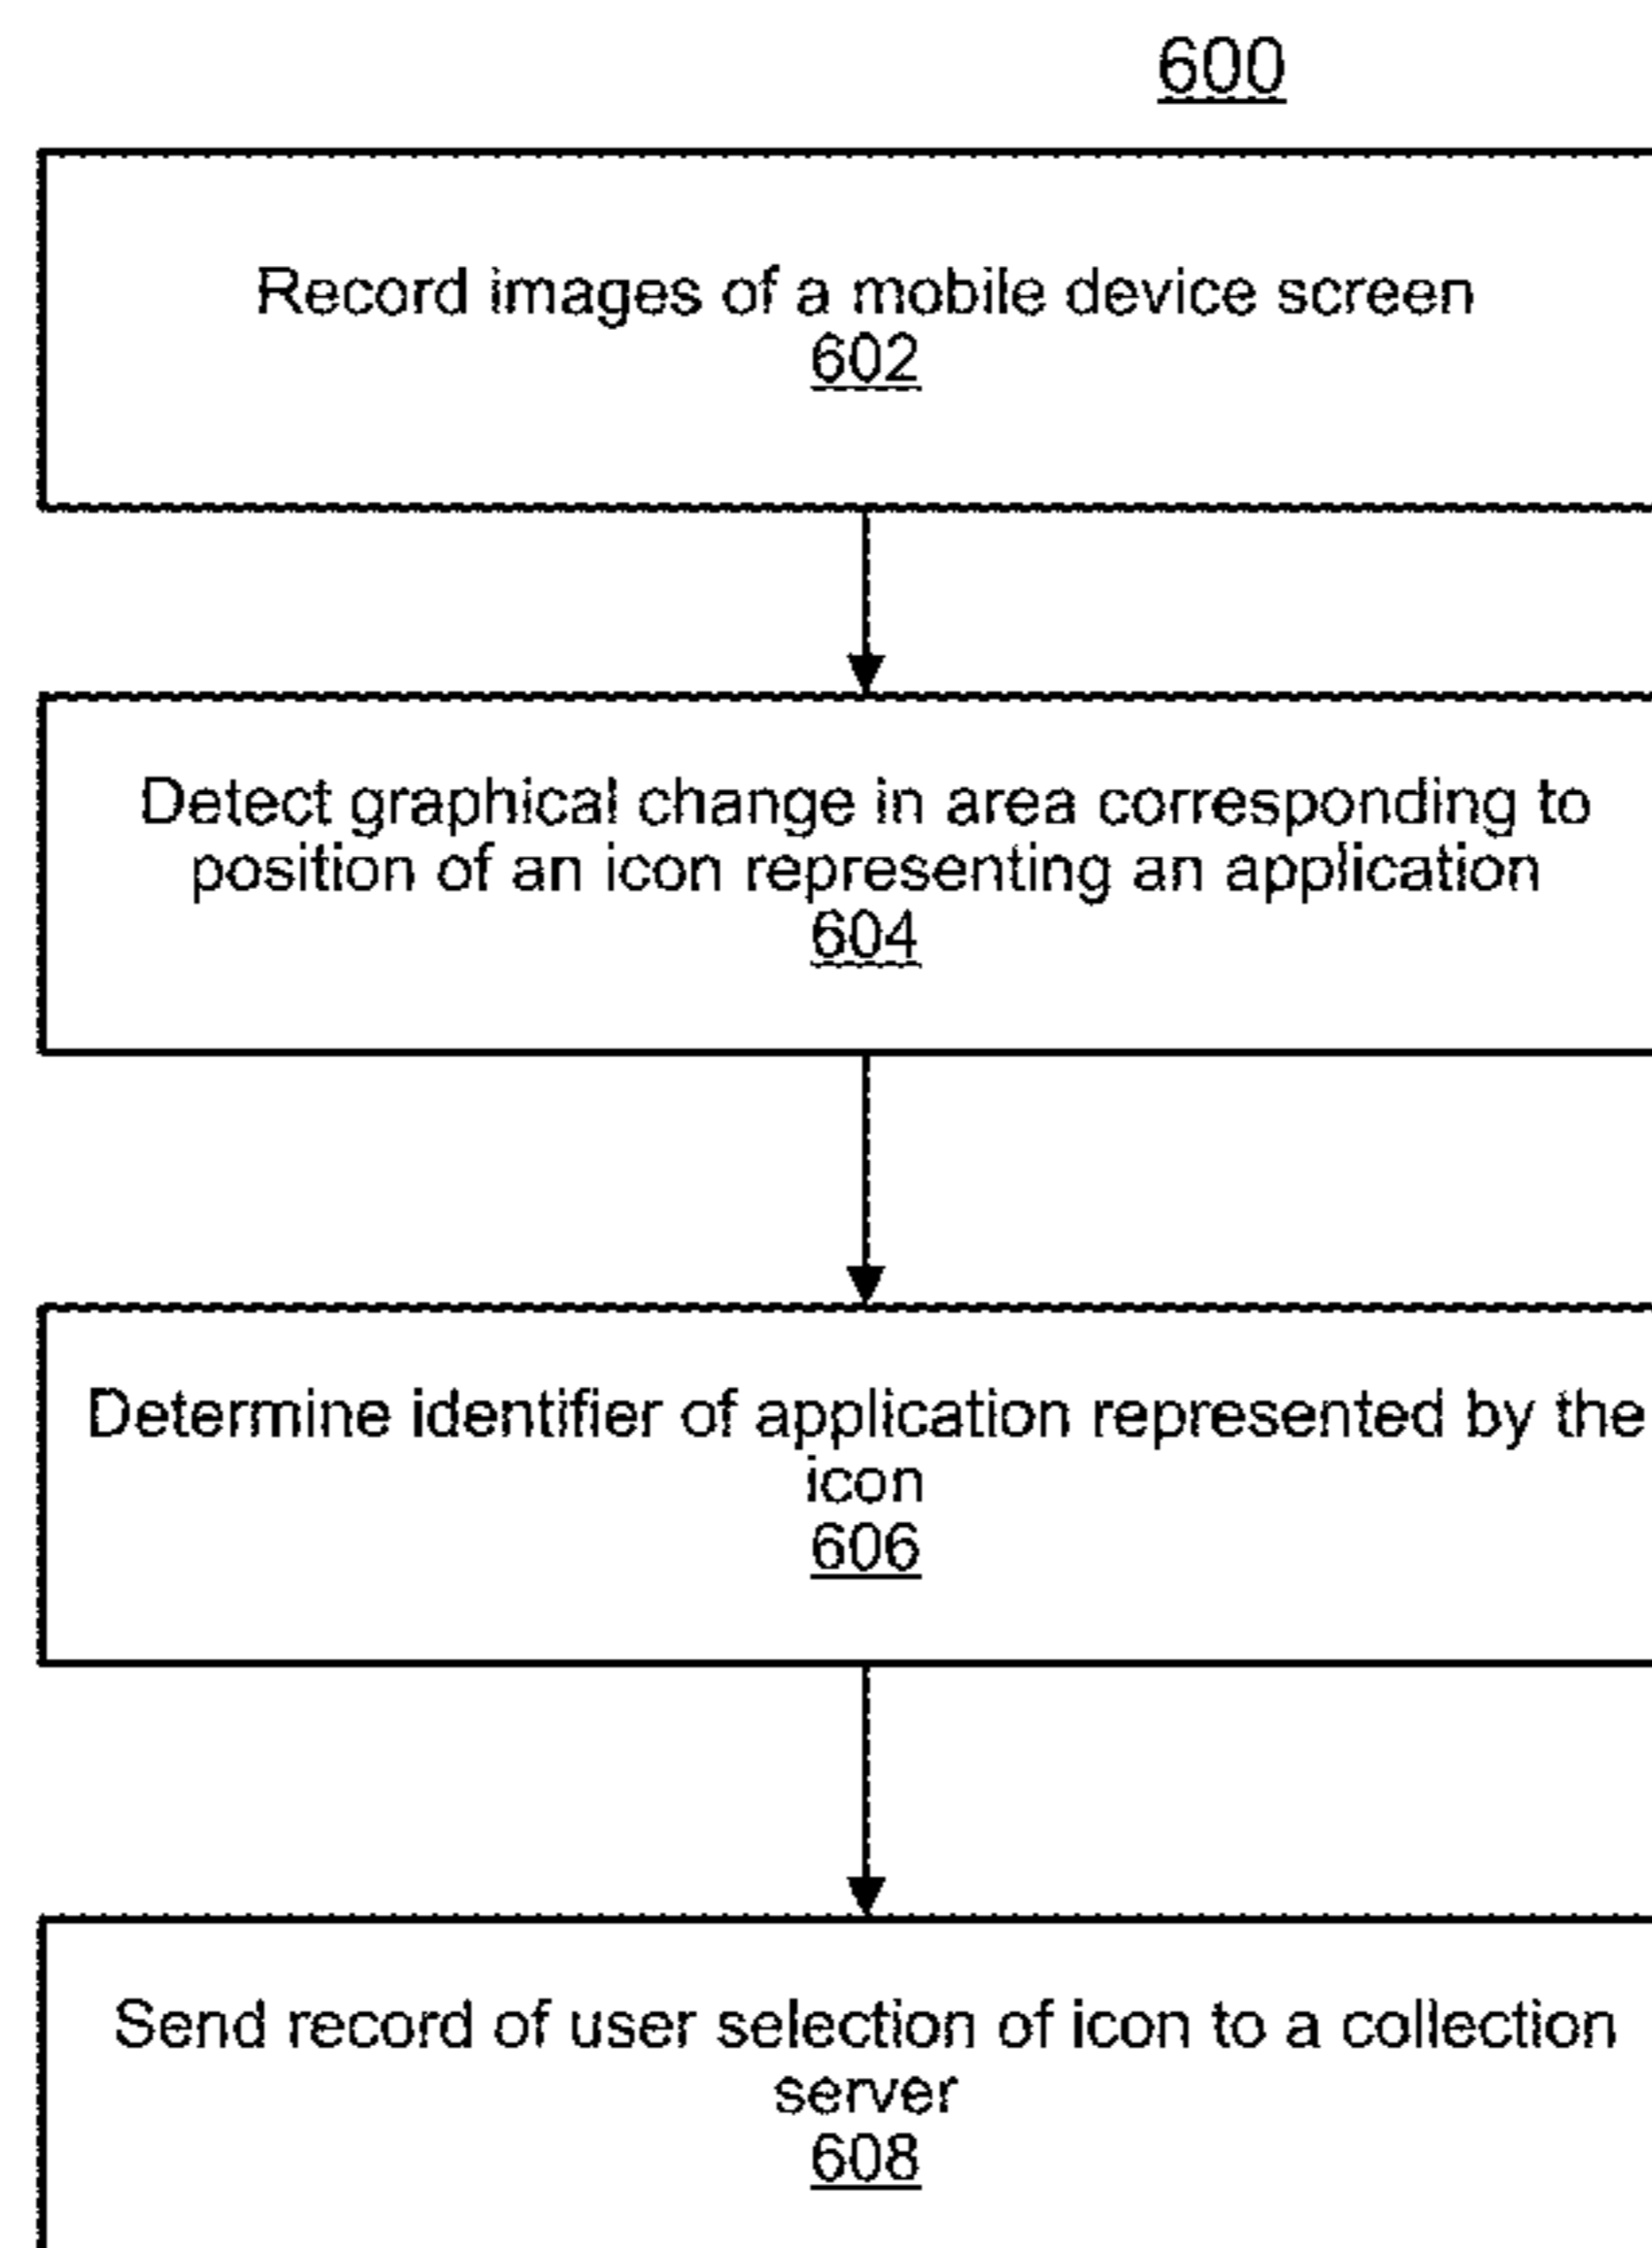 600
Record images of a mobile device screen
602
Detect graphical change in area corresponding to
position of an icon representing an application
604
Determine identifier of application represented by the
icon
606
Send record of user selection of icon to a collection
server
608